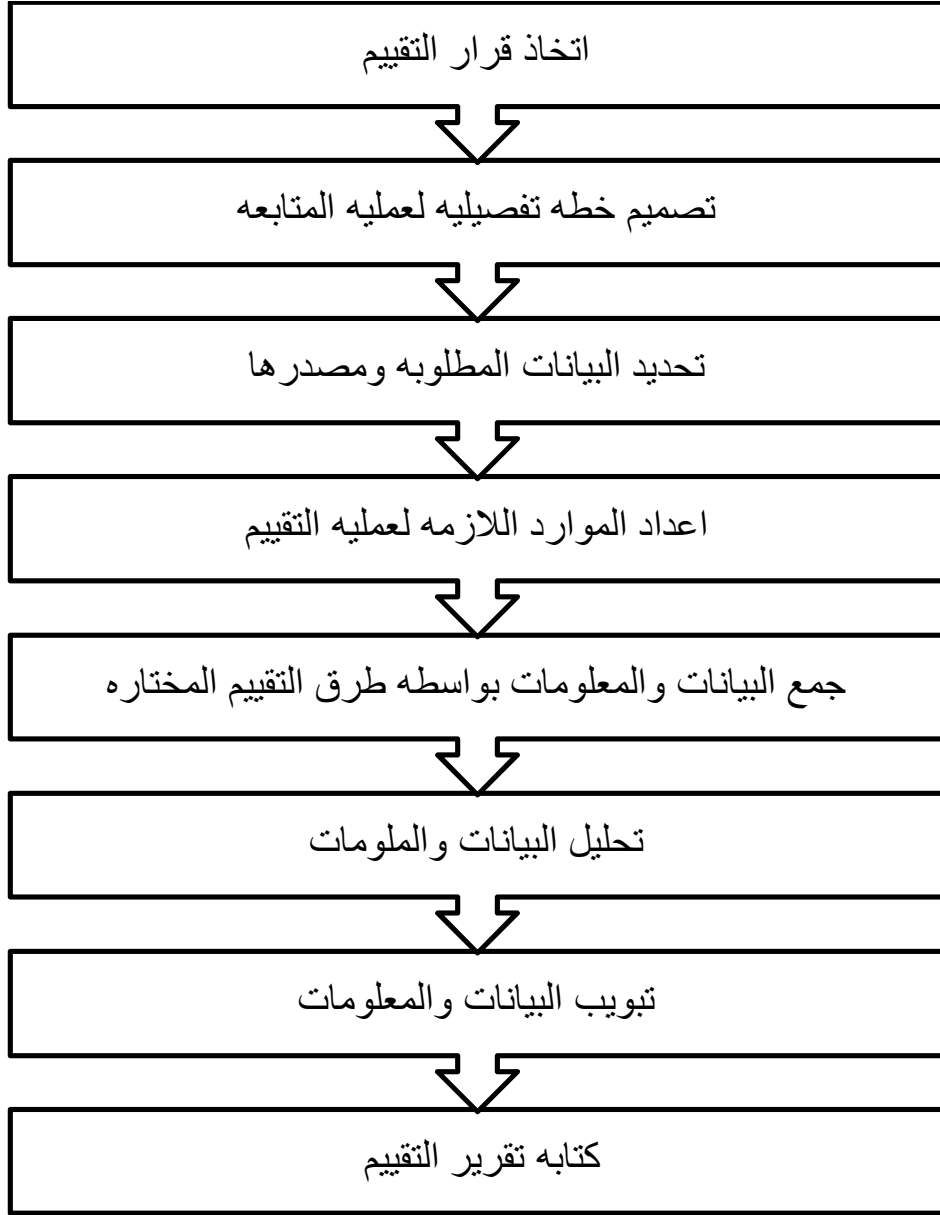 اتخاذ قرار التقييم
تصميم خطه تفصيليه لعمليه المتابعه
تحديد البيانات المطلوبه ومصدرها
اعداد الموارد اللازمه لعمليه التقييم
جمع البيانات والمعلومات بواسطه طرق التقييم المختاره
تحليل البيانات والملومات
تبويب البيانات والمعلومات
كتابه تقرير التقييم